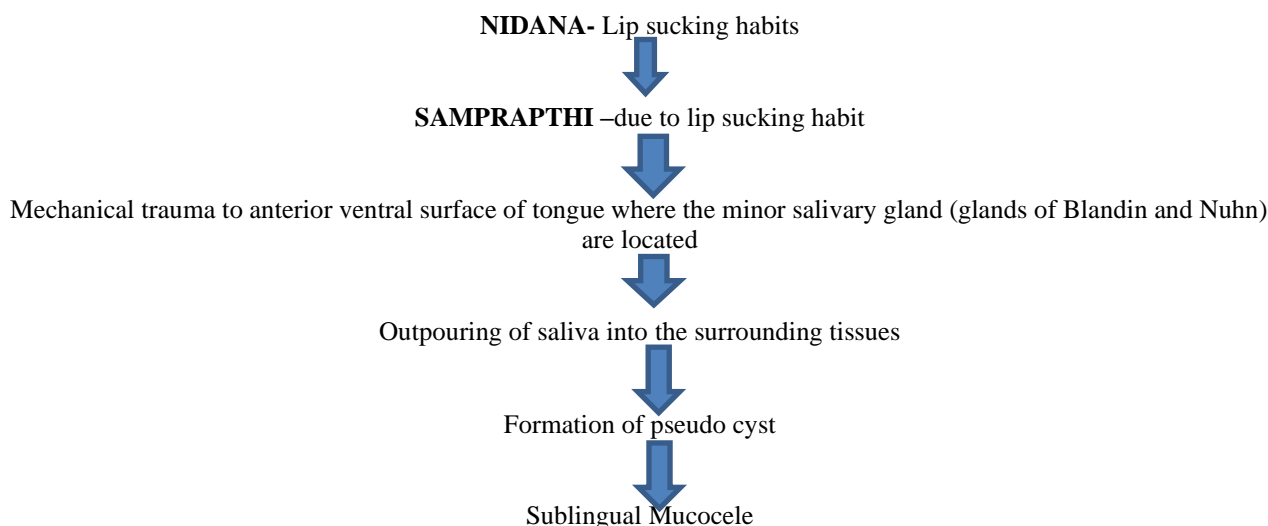 NIDANA- Lip sucking habits
SAMPRAPTHI –due to lip sucking habit
Mechanical trauma to anterior ventral surface of tongue where the minor salivary gland (glands of Blandin and Nuhn)
are located
Outpouring of saliva into the surrounding tissues
Formation of pseudo cyst
Sublingual Mucocele